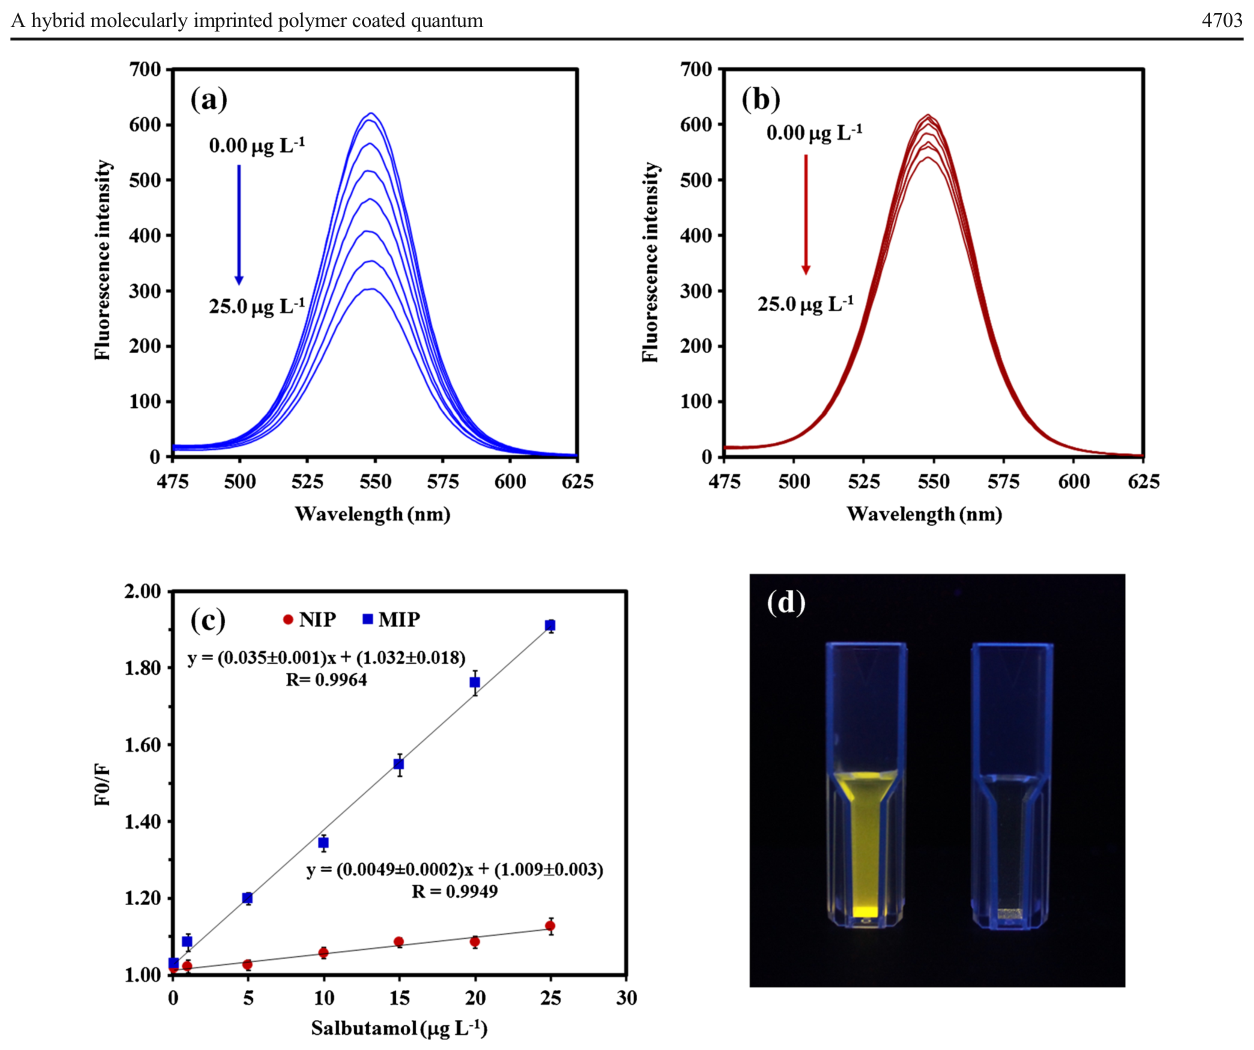 A hybrid molecularly imprinted polymer coated quantum 4703
(a)
0.00 µg L-1
25.0 µg L-1
Fluorescence intensity
700
600
500
400
300
200
100
0
475 500 525 550 575 600 625
Wavelength (nm)
(b)
0.00 µg L-1
25.0 µg L-1
Fluorescence intensity
700
600
500
400
300
200
100
0
475 500 525 550 575 600 625
Wavelength (nm)
(c)
NIP MIP
y = (0.035±0.001)x + (1.032±0.018)
R= 0.9964
y = (0.0049±0.0002)x + (1.009±0.003)
R = 0.9949
F0/F
2.00
1.80
1.60
1.40
1.20
1.00
0 5 10 15 20 25 30
Salbutamol (µg L-1)
(d)